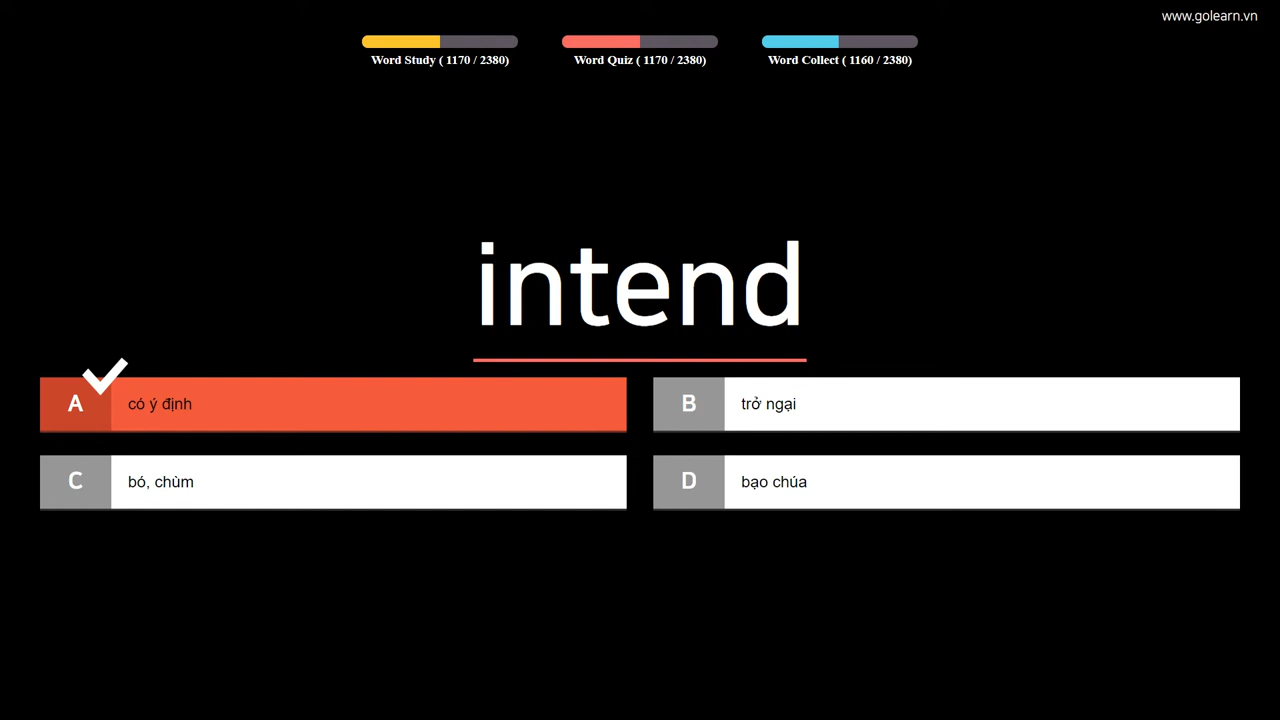 www.golearn.vn
Word Study ( 1170 / 2380)
Word Quiz ( 1170 / 2380)
Word Collect ( 1160 / 2380)
intend
A có ý định
B trở ngại
C bó, chùm
D bạo chúa